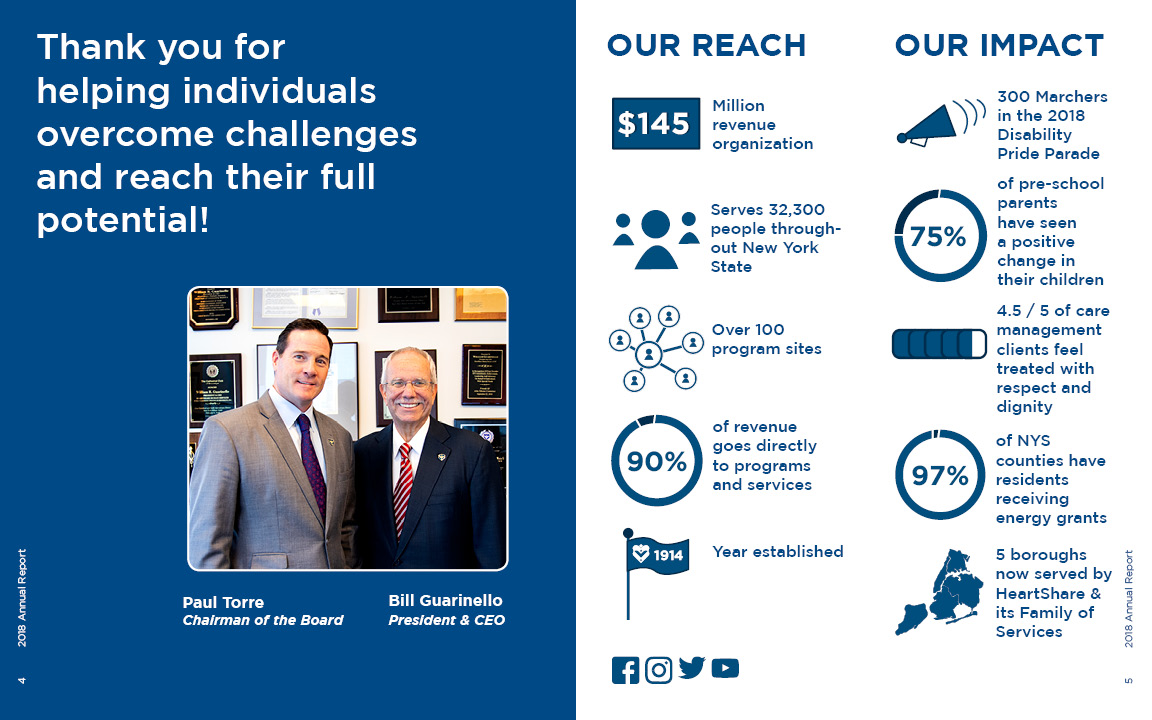 Thank you for
helping individuals
overcome challenges
and reach their full
potential!
Paul Torre
Chairman of the Board
Bill Guarinello
President & CEO
2018 Annual Report
4
OUR REACH
$145
Million
revenue
organization
Serves 32,300
people through-
out New York
State
Over 100
program sites
90%
of revenue
goes directly
to programs
and services
1914
Year established
OUR IMPACT
300 Marchers
in the 2018
Disability
Pride Parade
75%
of pre-school
parents
have seen
a positive
change in
their children
4.5 / 5 of care
management
clients feel
treated with
respect and
dignity
97%
of NYS
counties have
residents
receiving
energy grants
5 boroughs
now served by
HeartShare &
its Family of
Services
2018 Annual Report
5